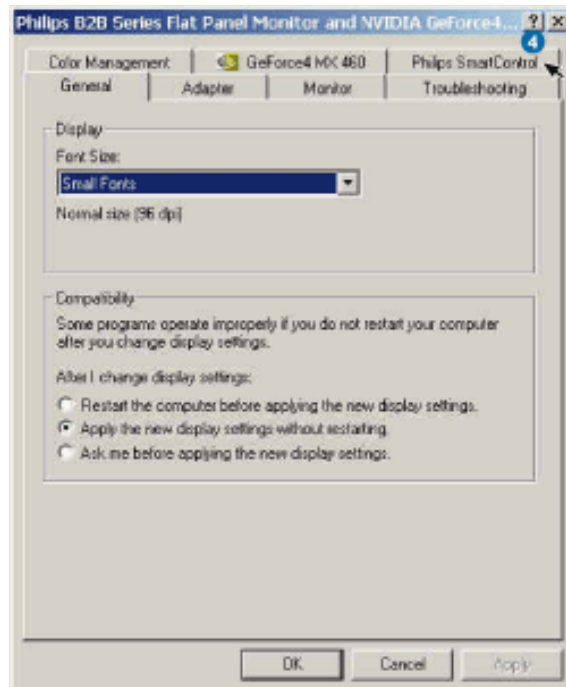 Philips B2B Series Flat Panel Monitor and NVIDIA GeForce4... ? X
4
Color Management GeForce4 MX 460 Philips SmartControl
General Adapter Monitor Troubleshooting
Display
Font Size:
Small Fonts
Normal size (96 dpi)
Compatibility
Some programs operate improperly if you do not restart your computer
after you change display settings.
After I change display settings:
Restart the computer before applying the new display settings.
Apply the new display settings without restarting.
Ask me before applying the new display settings.
OK Cancel Apply